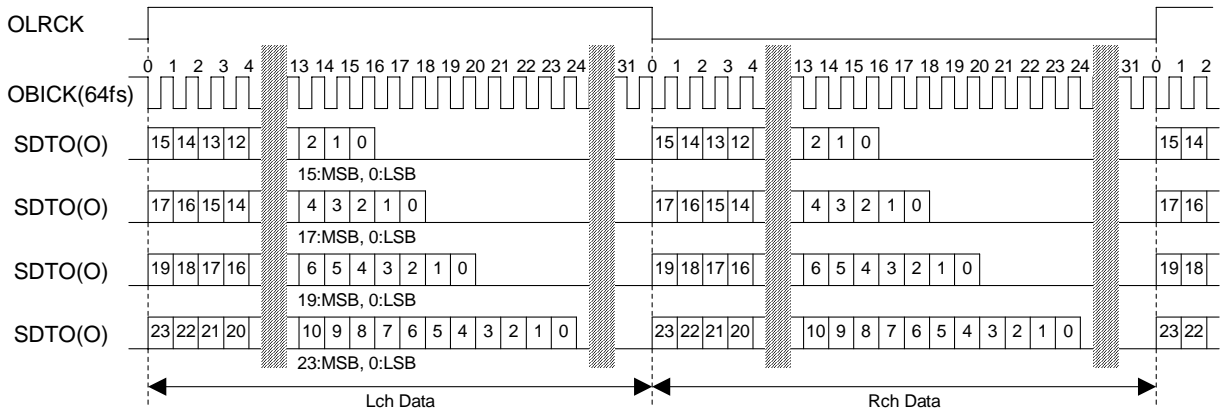 OLRCK
0 1 2 3 4 13 14 15 16 17 18 19 20 21 22 23 24 31 0 1 2 3 4 13 14 15 16 17 18 19 20 21 22 23 24 31 0 1 2
OBICK(64fs)
SDTO(O) 15 14 13 12 2 1 0 15 14 13 12 2 1 0 15 14
15:MSB, 0:LSB
SDTO(O) 17 16 15 14 4 3 2 1 0 17 16 15 14 4 3 2 1 0 17 16
17:MSB, 0:LSB
SDTO(O) 19 18 17 16 6 5 4 3 2 1 0 19 18 17 16 6 5 4 3 2 1 0 19 18
19:MSB, 0:LSB
SDTO(O) 23 22 21 20 10 9 8 7 6 5 4 3 2 1 0 23 22 21 20 10 9 8 7 6 5 4 3 2 1 0 23 22
23:MSB, 0:LSB
Lch Data Rch Data